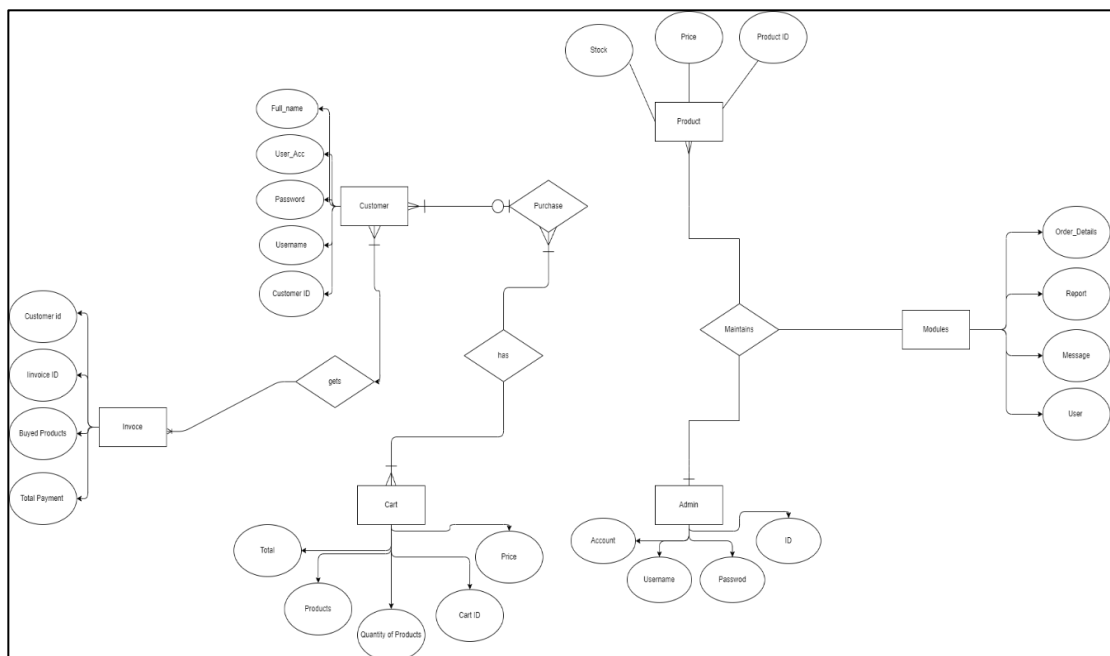 Price
Product ID
Stock
Product
Full_name
User_Acc
Password
Customer
Purchase
Username
Customer ID
Order_Details
Report
Message
User
Modules
Maintains
Customer id
Iinvoice ID
Buyed Products
Total Payment
Invoce
gets
has
Cart
Total
Products
Quantity of Products
Cart ID
Price
Admin
Account
Username
Passwod
ID